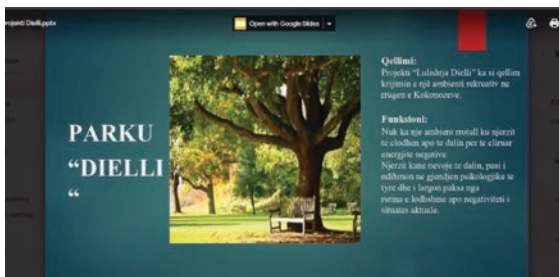 rojekti Dielli.pptx
Open with Google Slides
PARKU
“DIELLI
“
Qellimi:
Projekti “Lulishtja Dielli” ka si qellim
krijimin e një ambienti rekreativ ne
rrugen e Kokonozeve.
Funksioni:
Nuk ka nje ambient rrotull ku njerzit
te clodhen apo te dalin per te cliruar
energjite negative.
Njerzit kane nevoje te dalin, pasi i
ndihmon ne gjendjen psikologjike te
tyre dhe i largon paksa nga
rutina e lodhshme apo negativiteti i
situates aktuale.